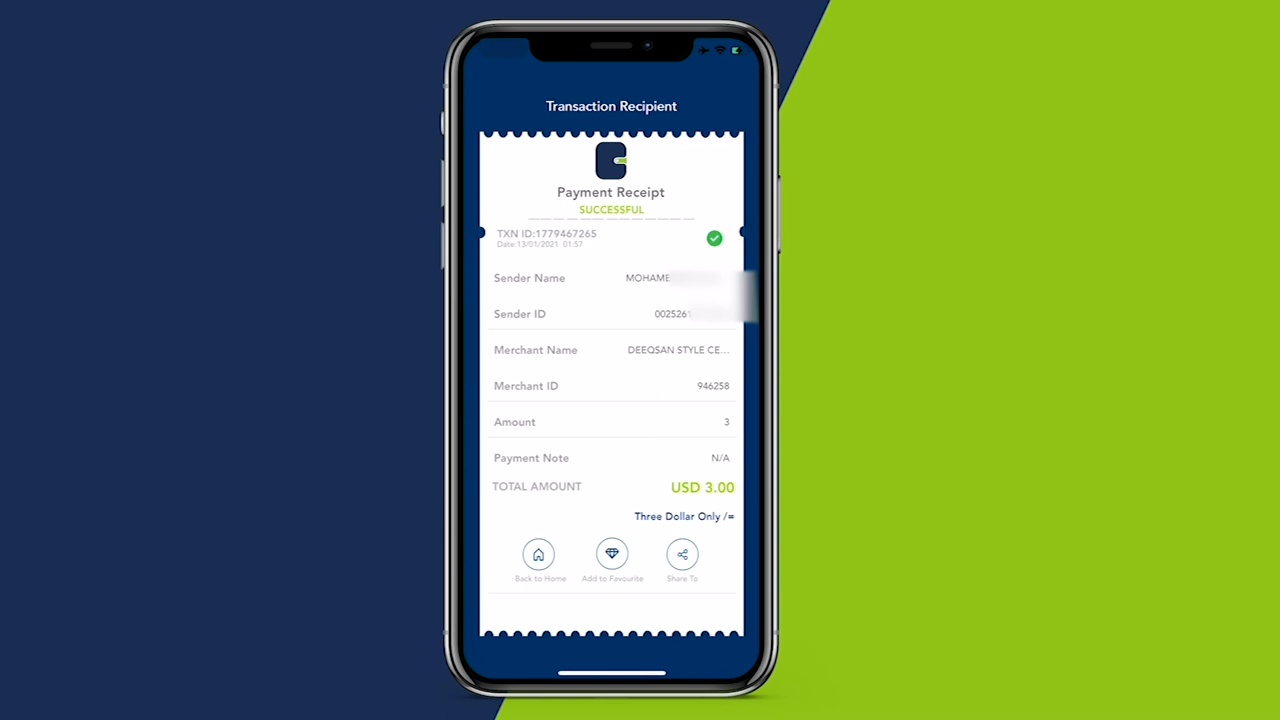 Transaction Recipient
Payment Receipt
SUCCESSFUL
TXN ID:1779467265
Date:13/01/2021 01:57
Sender Name MOHAME
Sender ID 0025261
Merchant Name DEEQSAN STYLE CE...
Merchant ID 946258
Amount 3
Payment Note N/A
TOTAL AMOUNT USD 3.00
Three Dollar Only /=
Back to Home Add to Favourite Share To